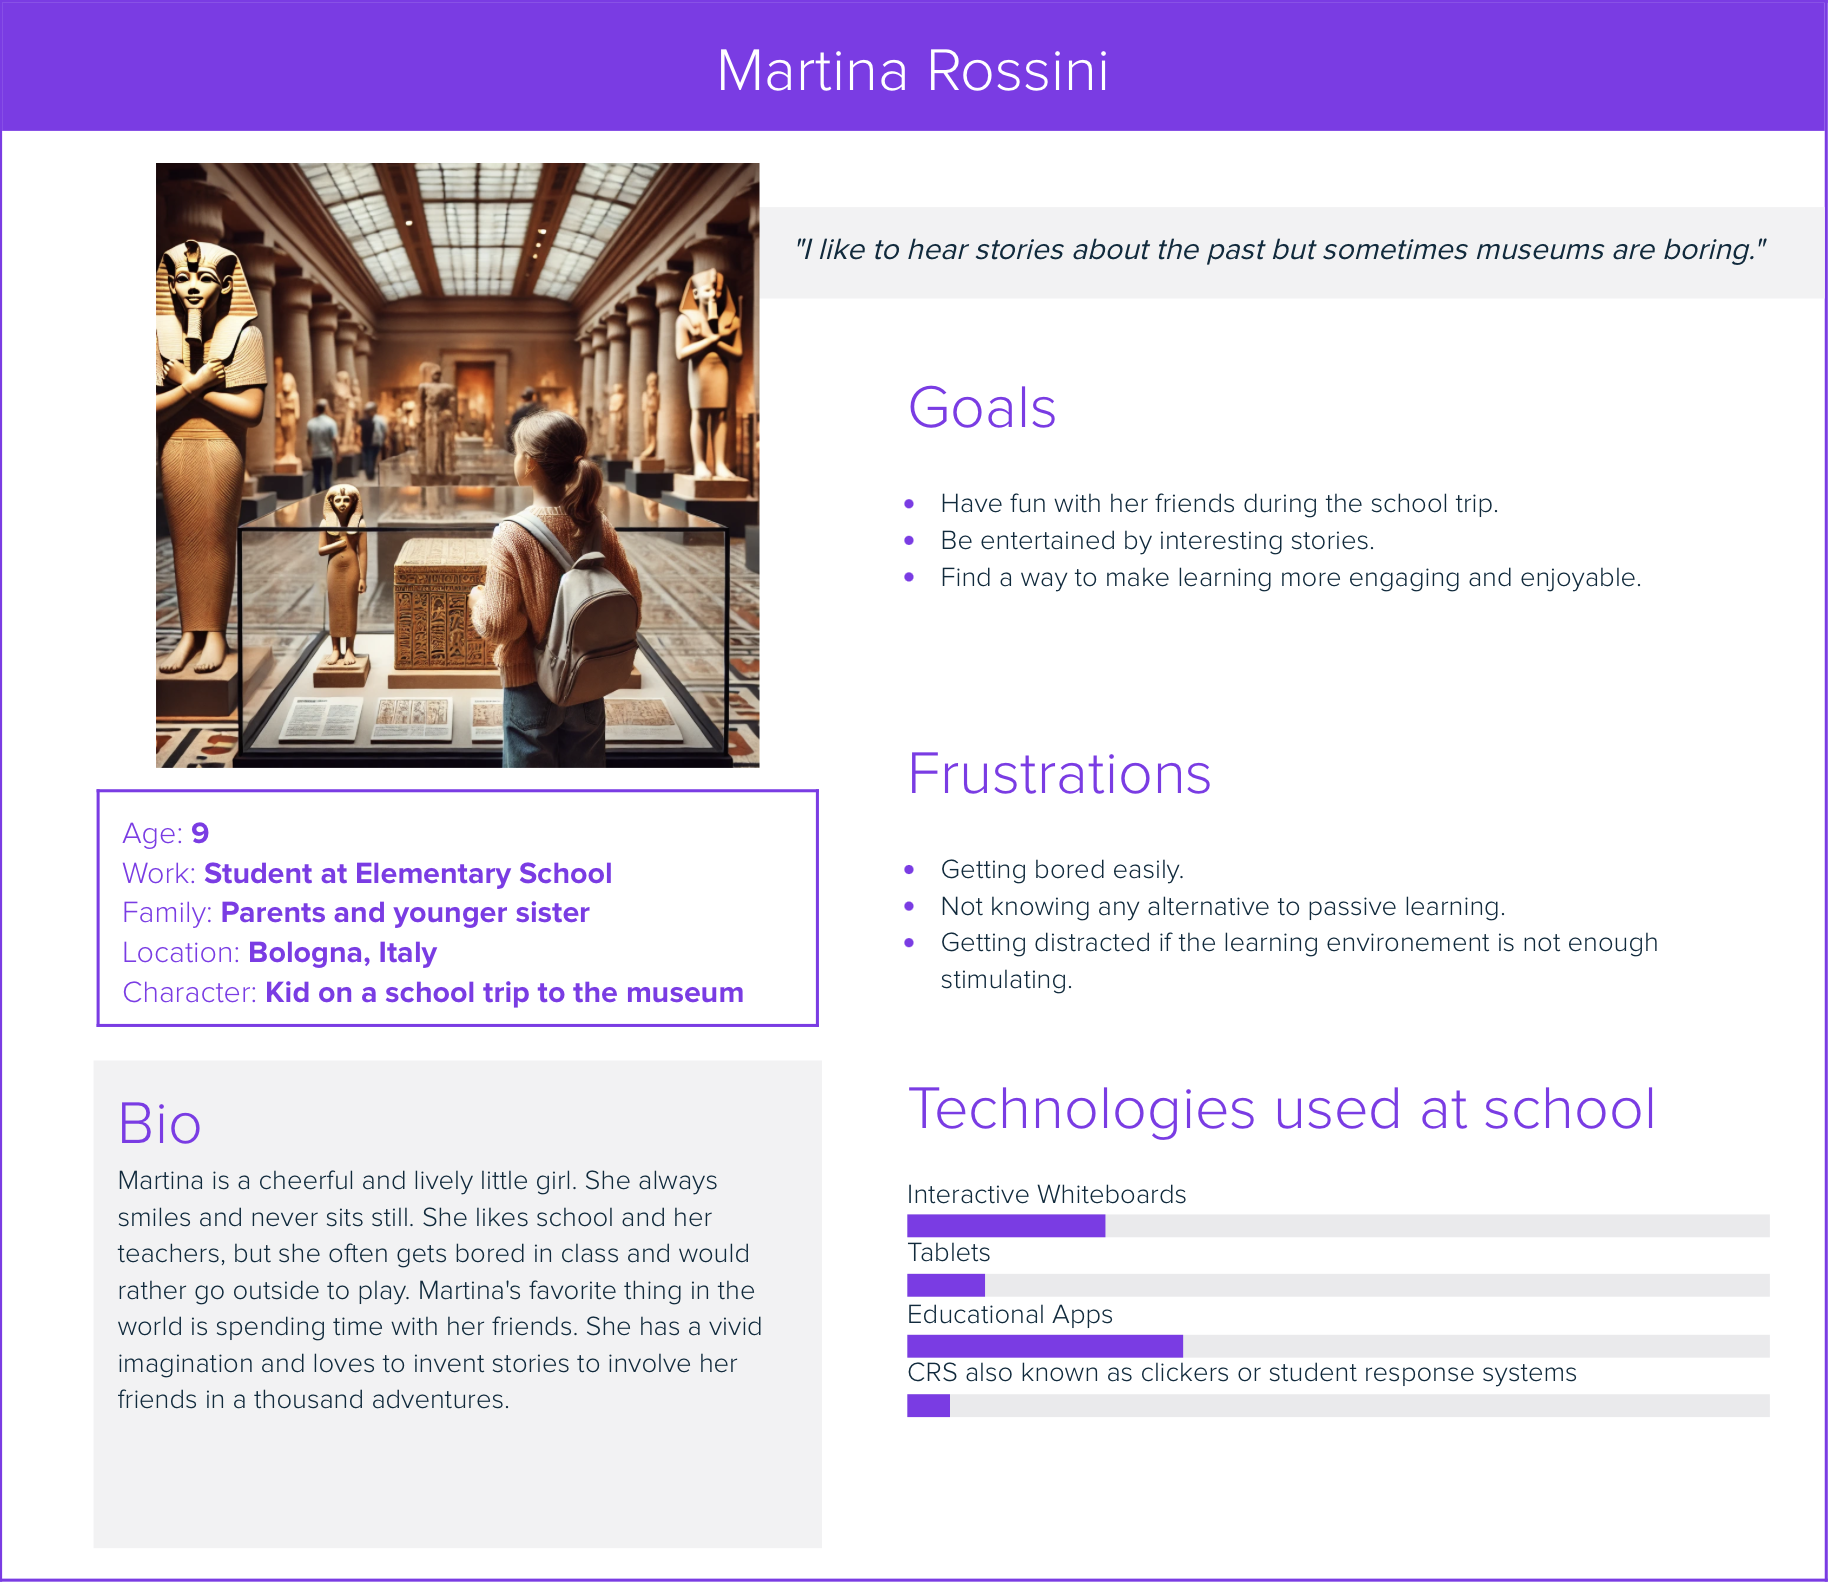 Martina Rossini
"I like to hear stories about the past but sometimes museums are boring."
Age: 9
Work: Student at Elementary School
Family: Parents and younger sister
Location: Bologna, Italy
Character: Kid on a school trip to the museum
Bio
Martina is a cheerful and lively little girl. She always
smiles and never sits still. She likes school and her
teachers, but she often gets bored in class and would
rather go outside to play. Martina's favorite thing in the
world is spending time with her friends. She has a vivid
imagination and loves to invent stories to involve her
friends in a thousand adventures.
Goals
• Have fun with her friends during the school trip.
• Be entertained by interesting stories.
• Find a way to make learning more engaging and enjoyable.
Frustrations
• Getting bored easily.
• Not knowing any alternative to passive learning.
• Getting distracted if the learning environement is not enough
stimulating.
Technologies used at school
Interactive Whiteboards
Tablets
Educational Apps
CRS also known as clickers or student response systems